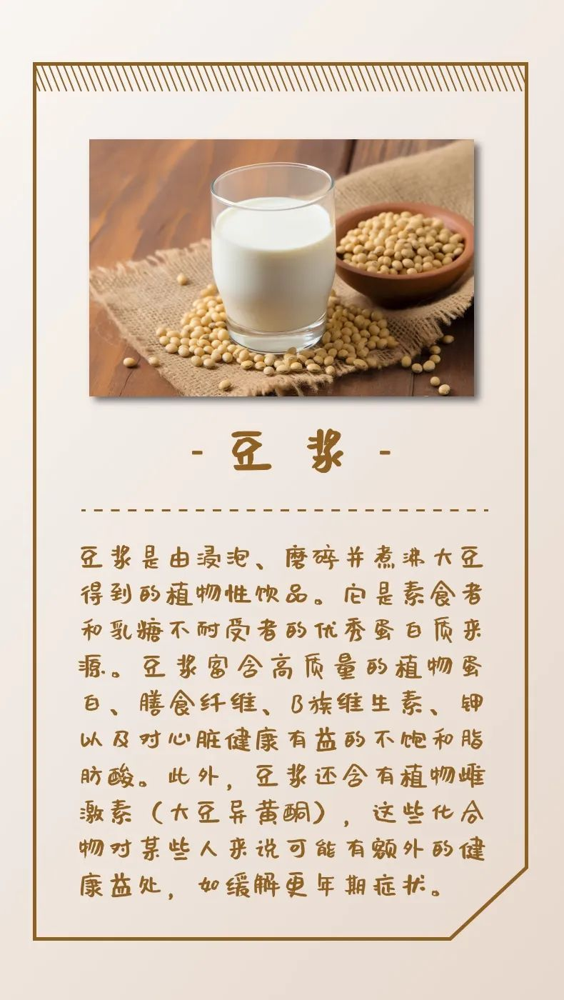 - 豆 浆 -
豆浆是由浸泡、磨碎并煮沸大豆
得到的植物性饮品。它是素食者
和乳糖不耐受者的优秀蛋白质来
源。豆浆富含高质量的植物蛋
白、膳食纤维、B族维生素、钾
以及对心脏健康有益的不饱和脂
肪酸。此外，豆浆还含有植物雌
激素（大豆异黄酮），这些化合
物对某些人来说可能有额外的健
康益处，如缓解更年期症状。